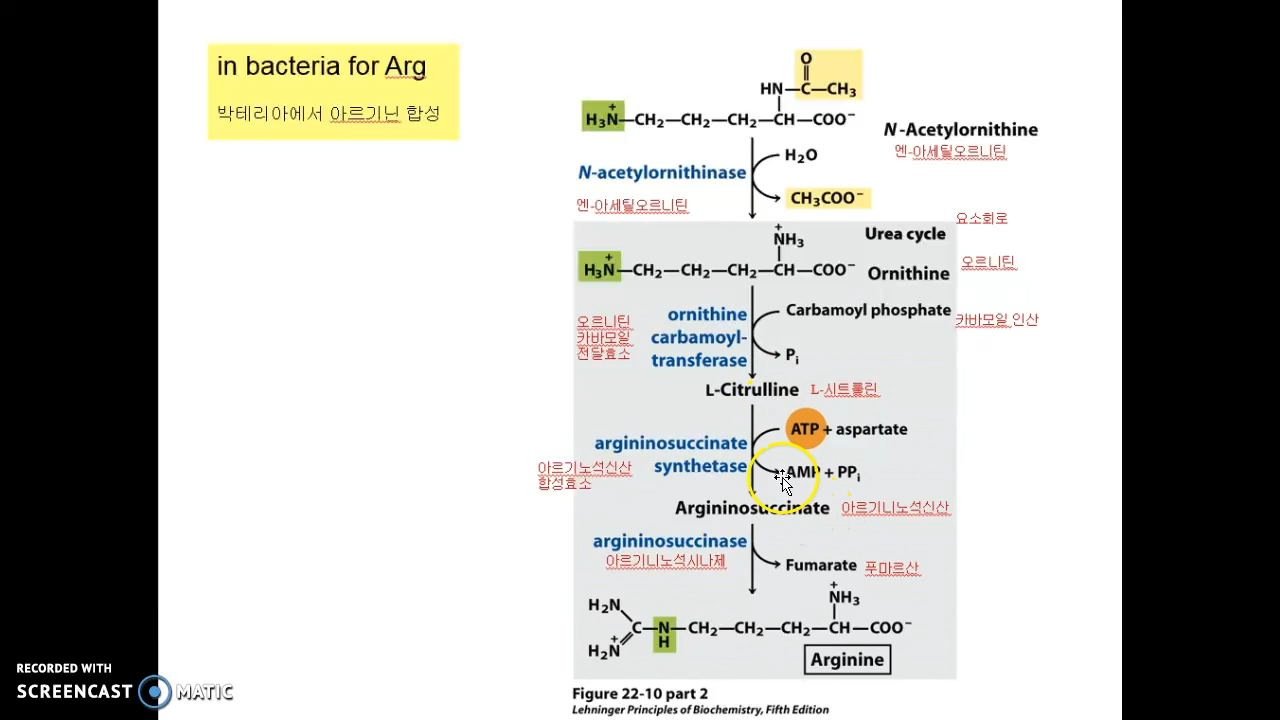 in bacteria for Arg
박테리아에서 아르기닌 합성
O
HN—C—CH₃
H₃N⁺—CH₂—CH₂—CH₂—CH—COO⁻
N-Acetylornithine
엔-아세틸오르니틴
H₂O
N-acetylornithinase
CH₃COO⁻
엔-아세틸오르니틴
요소회로
Urea cycle
⁺NH₃
H₃N⁺—CH₂—CH₂—CH₂—CH—COO⁻
Ornithine
오르니틴
Carbamoyl phosphate
카바모일 인산
ornithine
carbamoyl-
transferase
오르니틴
카바모일
전달효소
Pᵢ
L-Citrulline
L-시트룰린
ATP + aspartate
argininosuccinate
synthetase
아르기노석신산
합성효소
AMP + PPᵢ
Argininosuccinate
아르기니노석신산
argininosuccinase
아르기니노석시나제
Fumarate
푸마르산
⁺NH₃
H₂N
C—N—CH₂—CH₂—CH₂—CH—COO⁻
H
H₂N⁺
Arginine
Figure 22-10 part 2
Lehninger Principles of Biochemistry, Fifth Edition
RECORDED WITH
SCREENCAST MATIC